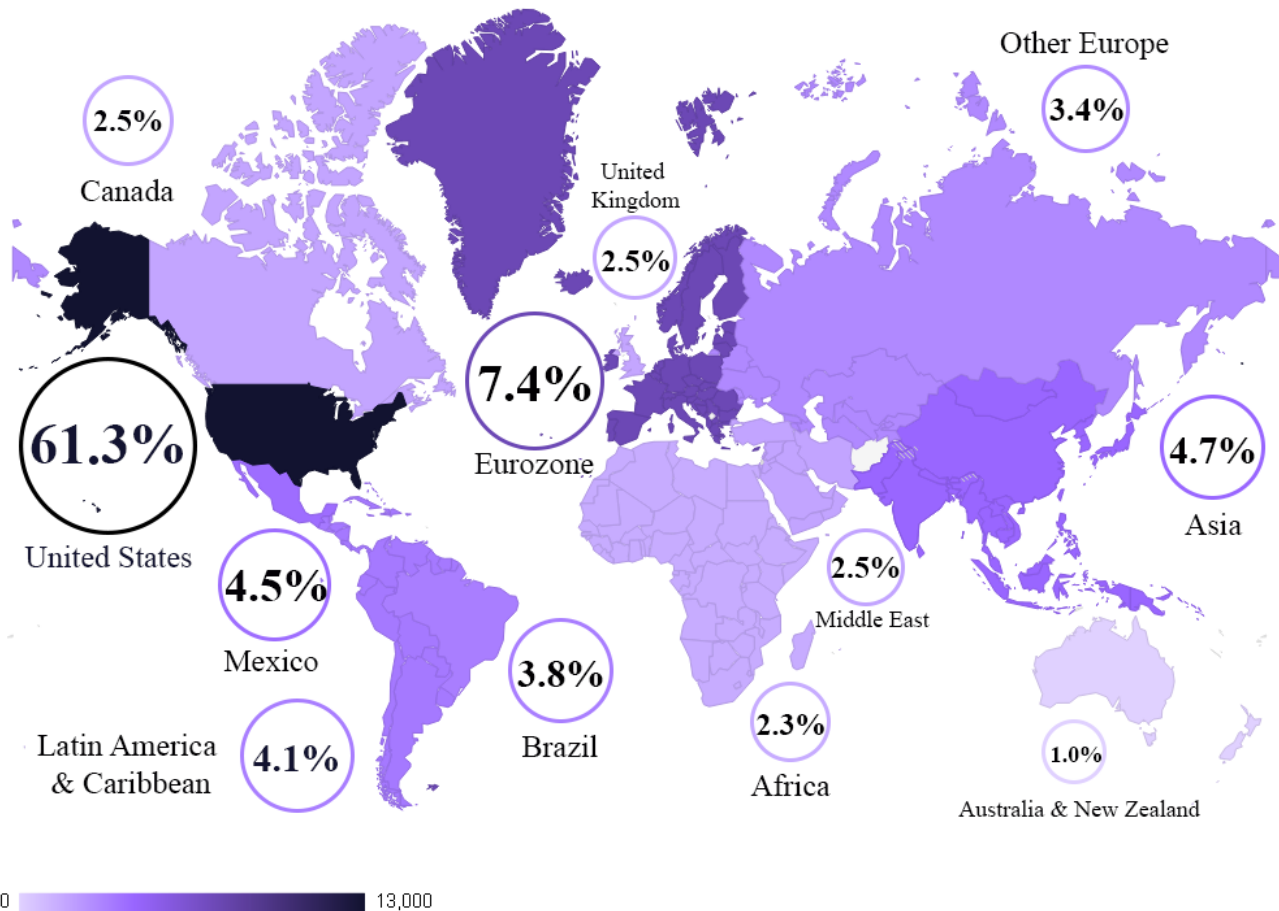 Other Europe
3.4%
2.5%
Canada
United
Kingdom
2.5%
61.3%
United States
7.4%
Eurozone
4.7%
Asia
4.5%
Mexico
2.5%
Middle East
3.8%
Brazil
Latin America
& Caribbean
4.1%
2.3%
Africa
1.0%
Australia & New Zealand
0
13,000